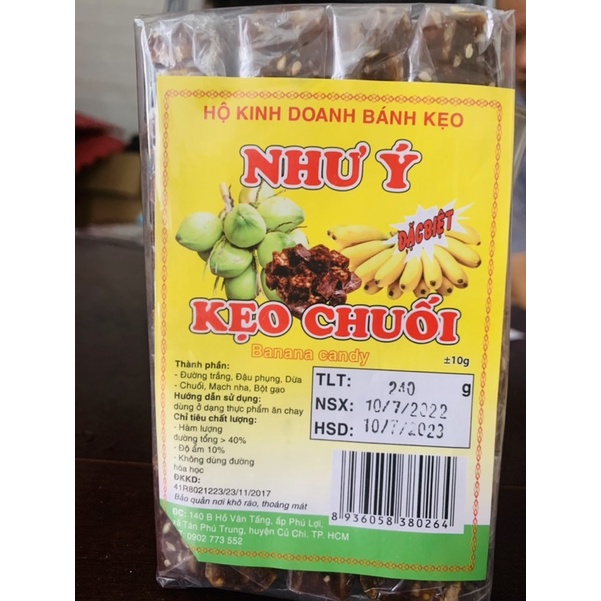 HỘ KINH DOANH BÁNH KẸO
NHƯ Ý
ĐẶC BIỆT
KẸO CHUỐI
Banana candy
±10g
Thành phần:
- Đường trắng, Đậu phụng, Dừa
- Chuối, Mạch nha, Bột gạo
Hướng dẫn sử dụng:
dùng ở dạng thực phẩm ăn chay
Chỉ tiêu chất lượng:
- Hàm lượng
đường tổng > 40%
- Độ ẩm 10%
- Không dùng đường
hóa học
ĐKKD:
41R8021223/23/11/2017
Bảo quản nơi khô ráo, thoáng mát
TLT: 240 g
NSX: 10/7/2022
HSD: 10/7/2023
8 936058 380264
ĐC: 140 B Hồ Văn Tắng, ấp Phú Lợi,
xã Tân Phú Trung, huyện Củ Chi. TP. HCM
0902 773 552